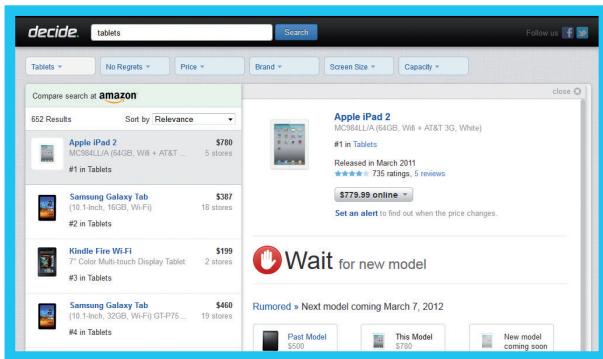 decide.
tablets
Search
Follow us
Tablets
No Regrets
Price
Brand
Screen Size
Capacity
Compare search at amazon
652 Results
Sort by Relevance
Apple iPad 2 $780
MC984LL/A (64GB, Wifi + AT&T ... 5 stores
#1 in Tablets
Samsung Galaxy Tab $387
(10.1-Inch, 16GB, Wi-Fi) 18 stores
#2 in Tablets
Kindle Fire Wi-Fi $199
7" Color Multi-touch Display Tablet 2 stores
#3 in Tablets
Samsung Galaxy Tab $460
(10.1-Inch, 32GB, Wi-Fi) GT-P75... 19 stores
#4 in Tablets
close
Apple iPad 2
MC984LL/A (64GB, Wifi + AT&T 3G, White)
#1 in Tablets
Released in March 2011
735 ratings, 5 reviews
$779.99 online
Set an alert to find out when the price changes.
Wait for new model
Rumored » Next model coming March 7, 2012
Past Model
$500
This Model
$780
New model
coming soon